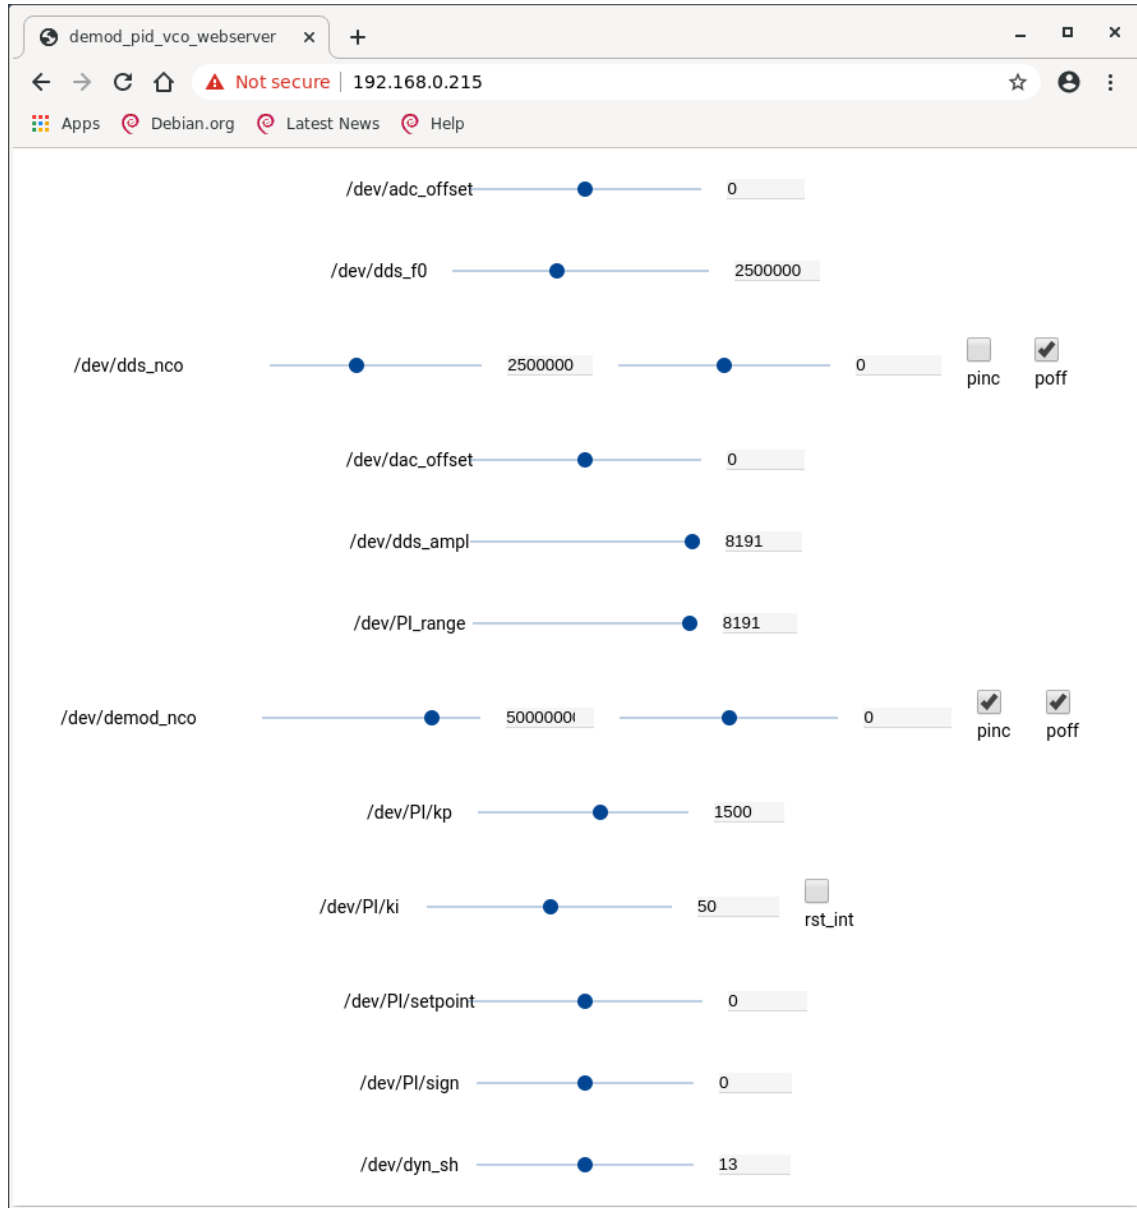 demod_pid_vco_webserver
Not secure 192.168.0.215
Apps Debian.org Latest News Help
/dev/adc_offset 0
/dev/dds_f0 2500000
/dev/dds_nco 2500000 0 pinc poff
/dev/dac_offset 0
/dev/dds_ampl 8191
/dev/PI_range 8191
/dev/demod_nco 5000000 0 pinc poff
/dev/PI/kp 1500
/dev/PI/ki 50 rst_int
/dev/PI/setpoint 0
/dev/PI/sign 0
/dev/dyn_sh 13